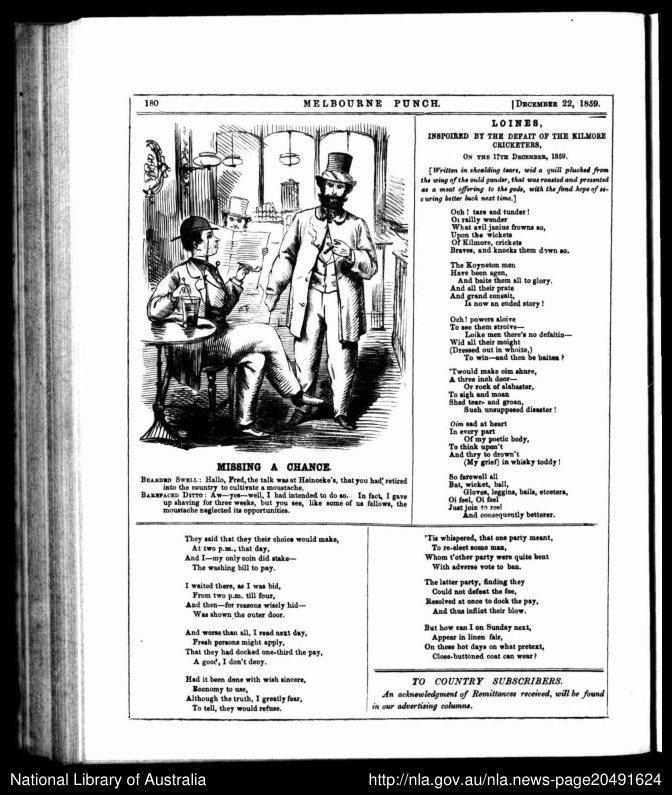 180
MELBOURNE PUNCH.
[DECEMBER 22, 1859.
MISSING A CHANCE.
BEARDED SWELL: Hallo, Fred, the talk was at Heinecke's, that you had retired
into the country to cultivate a moustache.
BAREFACED DITTO: Aw—yes—well, I had intended to do so. In fact, I gave
up shaving for three weeks, but you see, like some of us fellows, the
moustache neglected its opportunities.
LOINES,
INSPOIRED BY THE DEFAIT OF THE KILMORE
CRICKETERS,
ON THE 17TH DECEMBER, 1859.
[Written in shealding tears, wid a quill plucked from
the wing of the ould gander, that was roasted and presented
as a meat offering to the gods, with the fond hope of se-
curing better luck next time.]
Och! tare and tunder!
Oi railly wonder
What avil janius frowns so,
Upon the wickets
Of Kilmore, crickets
Braves, and knocks them down so.
The Koyneton men
Have been agen,
And baite them all to glory.
And all their prate
And grand consait,
Is now an ended story!
Och! powers aloive
To see them stroive—
Loike men there's no defaitin—
Wid all their moight
(Dressed out in whoite,)
To win—and then be baiten?
'Twould make oim shure,
A three inch door—
Or rock of alabaster,
To sigh and moan
Shed tears and groan,
Such unsupposed disaster!
Oim sad at heart
In every part
Of my poetic body,
To think upon't
And thry to drown't
(My grief) in whisky toddy!
So farewell all
Bat, wicket, ball,
Gloves, leggins, bails, etcetera,
Oi feel, Oi feel
Just join to reel
And consequently betterer.
They said that they their choice would make,
At two p.m., that day,
And I—my only coin did stake—
The washing bill to pay.
I waited there, as I was bid,
From two p.m. till four,
And then—for reasons wisely hid—
Was shown the outer door.
And worse than all, I read next day,
Fresh persons might apply,
That they had docked one-third the pay,
A good, I don't deny.
Had it been done with wish sincere,
Economy to use,
Although the truth, I greatly fear,
To tell, they would refuse.
'Tis whispered, that one party meant,
To re-elect some man,
Whom t'other party were quite bent
With adverse vote to ban.
The latter party, finding they
Could not defeat the foe,
Resolved at once to dock the pay,
And thus inflict their blow.
But how can I on Sunday next,
Appear in linen fair,
On these hot days on what pretext,
Close-buttoned coat can wear?
TO COUNTRY SUBSCRIBERS.
An acknowledgment of Remittances received, will be found
in our advertising columns.
National Library of Australia
http://nla.gov.au/nla.news-page20491624